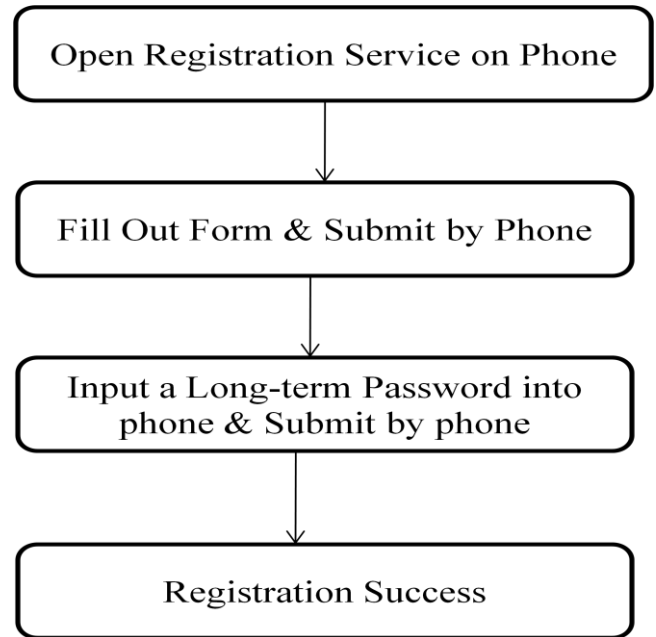 Open Registration Service on Phone
Fill Out Form & Submit by Phone
Input a Long-term Password into
phone & Submit by phone
Registration Success